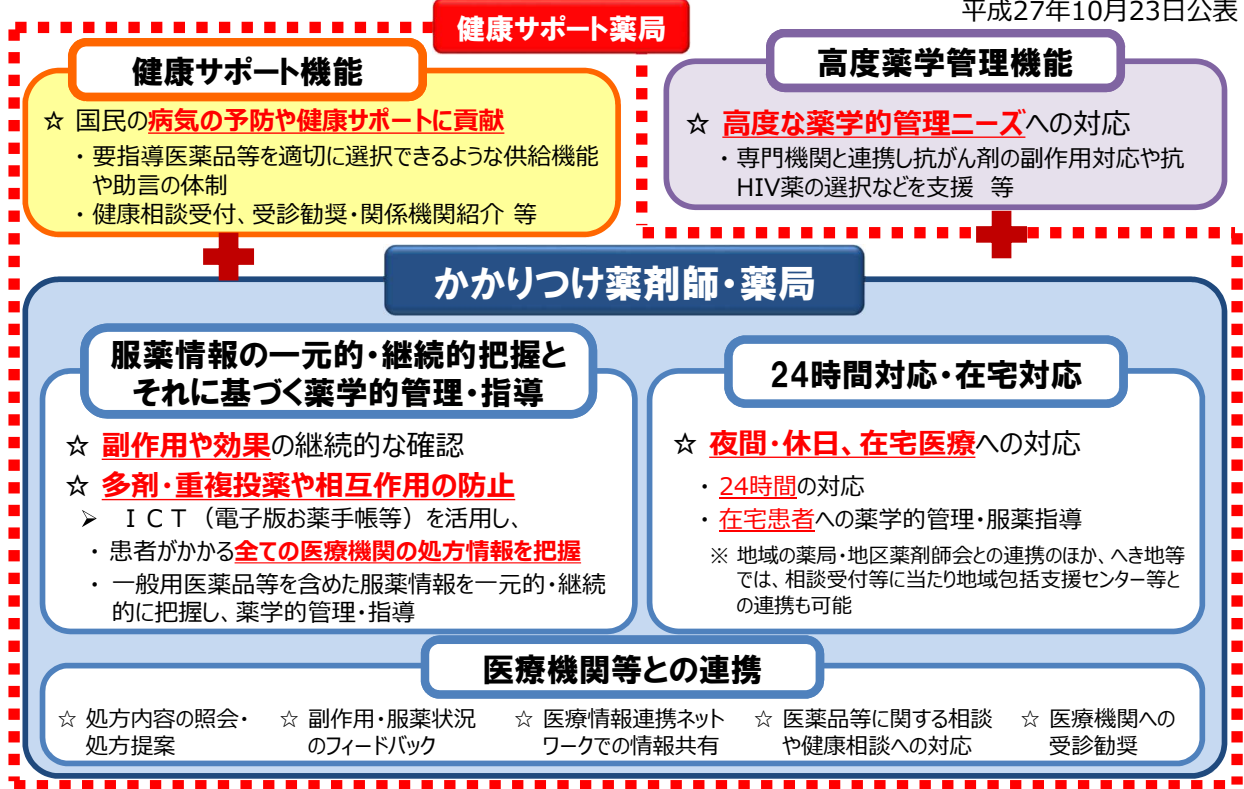 平成27年10月23日公表
健康サポート薬局
健康サポート機能
☆ 国民の病気の予防や健康サポートに貢献
・要指導医薬品等を適切に選択できるような供給機能
や助言の体制
・健康相談受付、受診勧奨・関係機関紹介 等
高度薬学管理機能
☆ 高度な薬学的管理ニーズへの対応
・専門機関と連携し抗がん剤の副作用対応や抗
HIV薬の選択などを支援 等
かかりつけ薬剤師・薬局
服薬情報の一元的・継続的把握と
それに基づく薬学的管理・指導
☆ 副作用や効果の継続的な確認
☆ 多剤・重複投薬や相互作用の防止
➢ ＩＣＴ（電子版お薬手帳等）を活用し、
・患者がかかる全ての医療機関の処方情報を把握
・ 一般用医薬品等を含めた服薬情報を一元的・継続
的に把握し、薬学的管理・指導
24時間対応・在宅対応
☆ 夜間・休日、在宅医療への対応
・ 24時間の対応
・ 在宅患者への薬学的管理・服薬指導
※ 地域の薬局・地区薬剤師会との連携のほか、へき地等
では、相談受付等に当たり地域包括支援センター等と
の連携も可能
医療機関等との連携
☆ 処方内容の照会・
処方提案
☆ 副作用・服薬状況
のフィードバック
☆ 医療情報連携ネット
ワークでの情報共有
☆ 医薬品等に関する相談
や健康相談への対応
☆ 医療機関への
受診勧奨